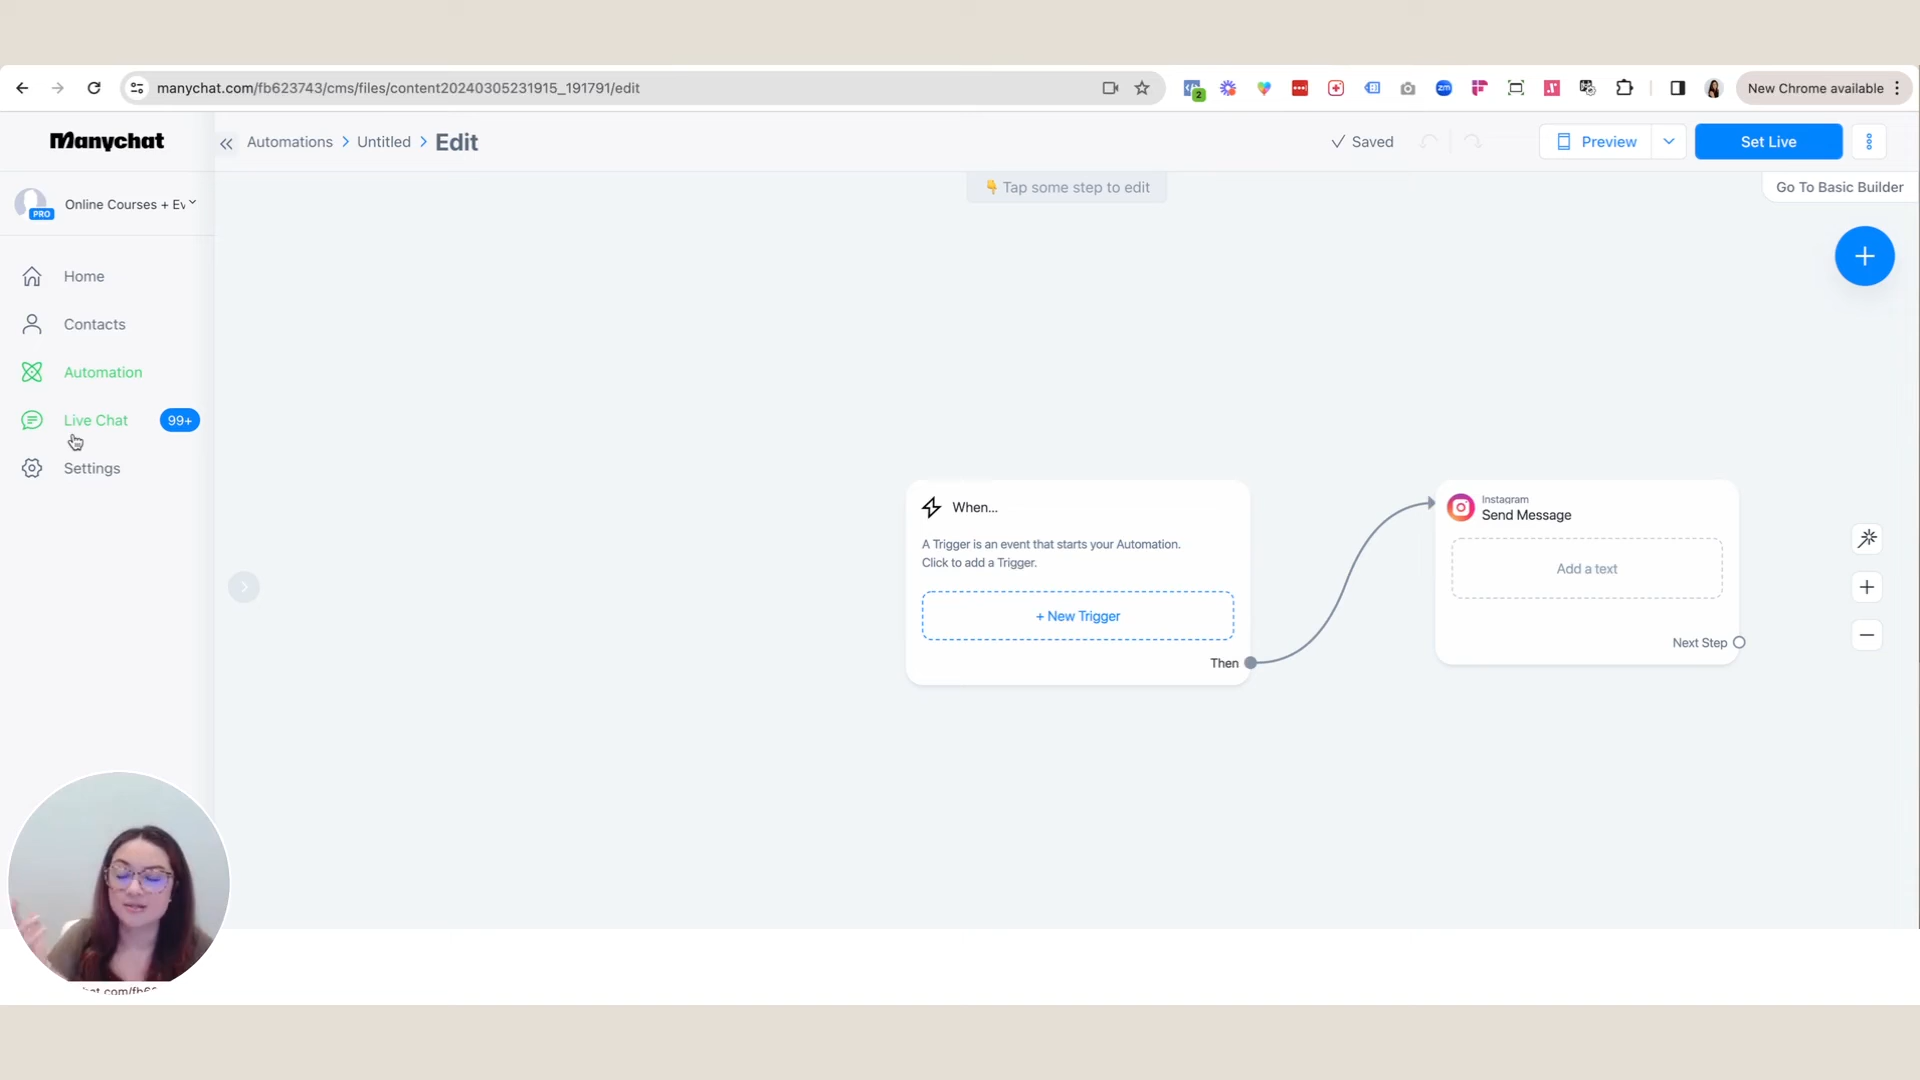 manychat.com/fb623743/cms/files/content20240305231915_191791/edit
2
zm
New Chrome available
Manychat
Automations
Untitled
Edit
Saved
Preview
Set Live
PRO
Online Courses + Ev
Tap some step to edit
Go To Basic Builder
Home
Contacts
Automation
Live Chat
99+
Settings
When...
A Trigger is an event that starts your Automation.
Click to add a Trigger.
+ New Trigger
Then
Instagram
Send Message
Add a text
Next Step